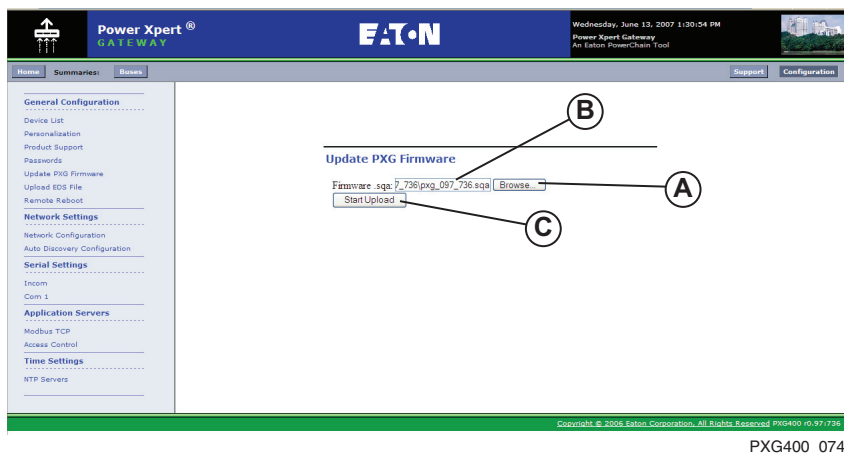 Power Xpert ®
GATEWAY
EATON
Wednesday, June 13, 2007 1:30:54 PM
Power Xpert Gateway
An Eaton PowerChain Tool
Home Summaries: Buses Support Configuration
General Configuration
Device List
Personalization
Product Support
Passwords
Update PXG Firmware
Upload EDS File
Remote Reboot
Network Settings
Network Configuration
Auto Discovery Configuration
Serial Settings
Incom
Com 1
Application Servers
Modbus TCP
Access Control
Time Settings
NTP Servers
B
Update PXG Firmware
Firmware .sqa: 7_736\pxg_097_736.sqa Browse...
A
Start Upload
C
Copyright © 2006 Eaton Corporation. All Rights Reserved PXG400 r0.97:736
PXG400 074